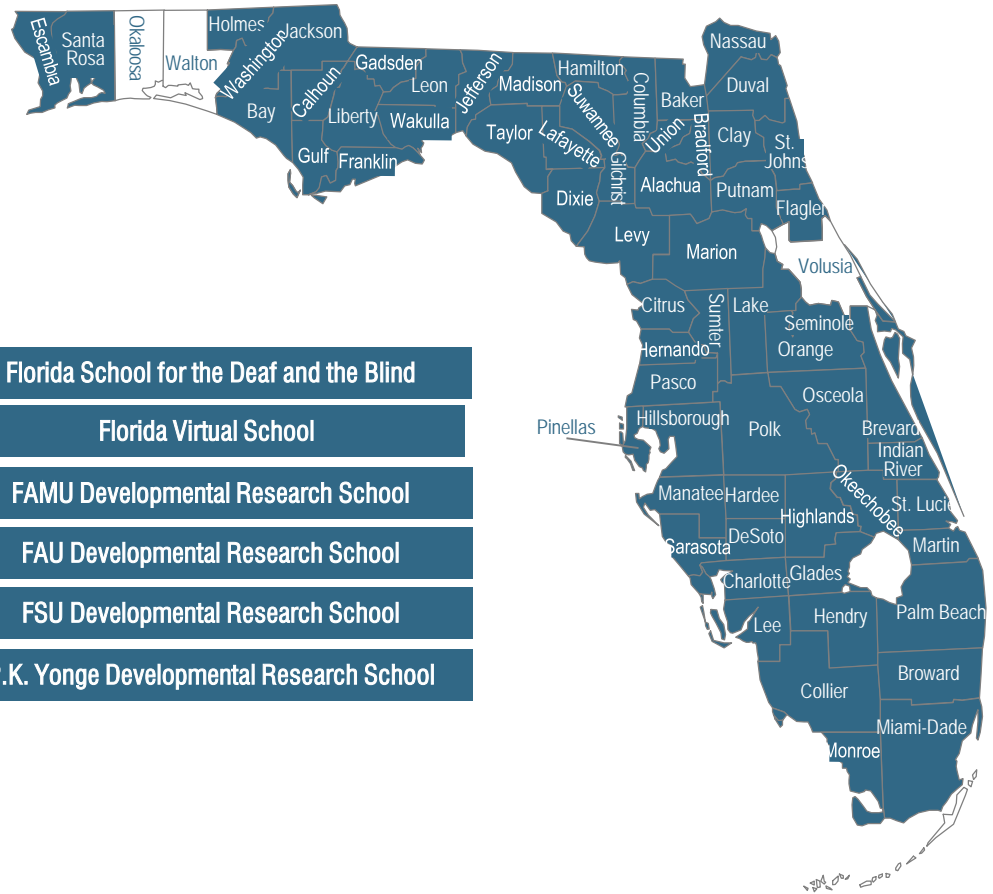 Escambia
Santa
Rosa
Okaloosa
Walton
Holmes
Washington
Jackson
Bay
Calhoun
Gulf
Liberty
Franklin
Gadsden
Leon
Wakulla
Jefferson
Madison
Taylor
Hamilton
Suwannee
Lafayette
Dixie
Columbia
Gilchrist
Baker
Union
Bradford
Alachua
Levy
Nassau
Duval
Clay
St.
Johns
Putnam
Flagler
Marion
Volusia
Citrus
Sumter
Lake
Hernando
Seminole
Orange
Pasco
Osceola
Pinellas
Hillsborough
Polk
Brevard
Indian
River
Manatee
Hardee
Highlands
Okeechobee
St. Lucie
Sarasota
DeSoto
Martin
Charlotte
Glades
Lee
Hendry
Palm Beach
Collier
Broward
Monroe
Miami-Dade
Florida School for the Deaf and the Blind
Florida Virtual School
FAMU Developmental Research School
FAU Developmental Research School
FSU Developmental Research School
.K. Yonge Developmental Research School